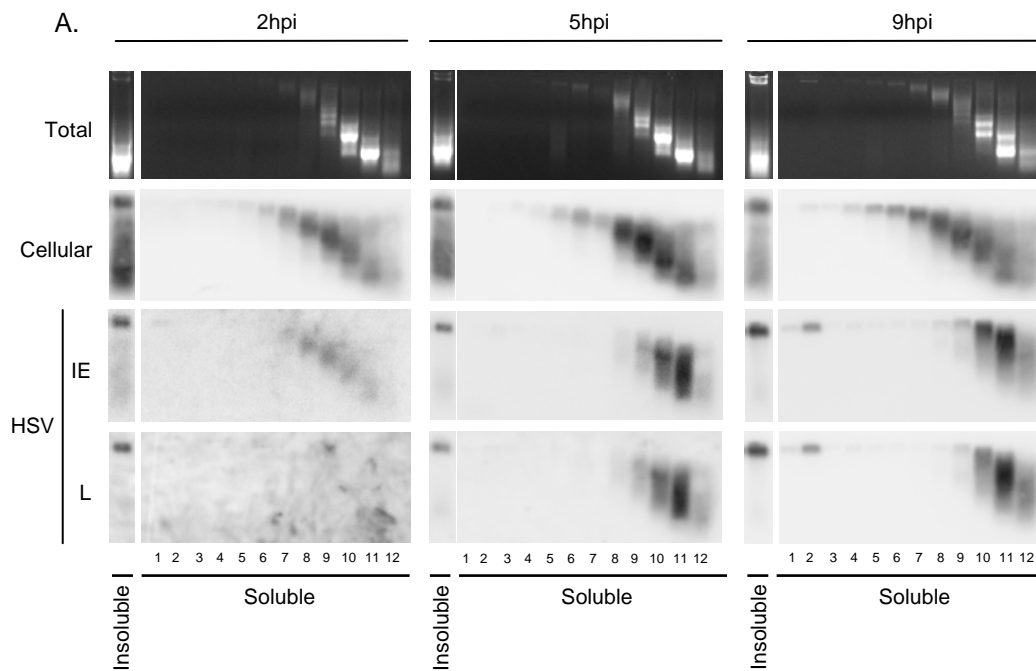 A.
2hpi 5hpi 9hpi
Total
Cellular
IE
HSV
L
1 2 3 4 5 6 7 8 9 10 11 12 1 2 3 4 5 6 7 8 9 10 11 12 1 2 3 4 5 6 7 8 9 10 11 12
Insoluble Soluble Insoluble Soluble Insoluble Soluble